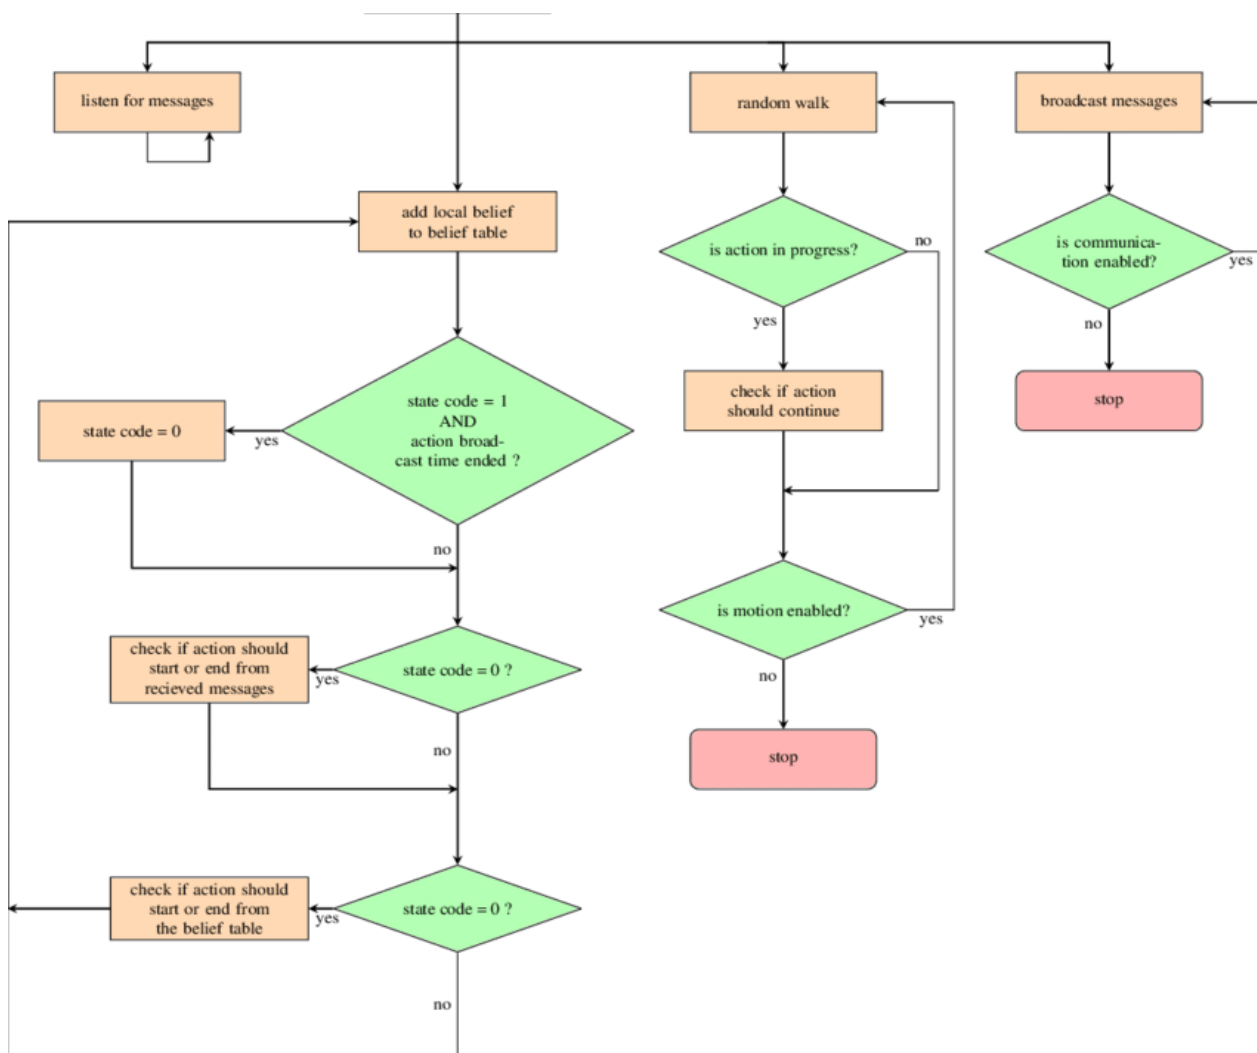 listen for messages
random walk
broadcast messages
add local belief
to belief table
is action in progress?
no
is communica-
tion enabled?
yes
yes
no
check if action
should continue
stop
state code = 1
AND
action broad-
cast time ended ?
yes
state code = 0
no
is motion enabled?
yes
no
check if action should
start or end from
recieved messages
yes
state code = 0 ?
no
stop
check if action should
start or end from
the belief table
yes
state code = 0 ?
no